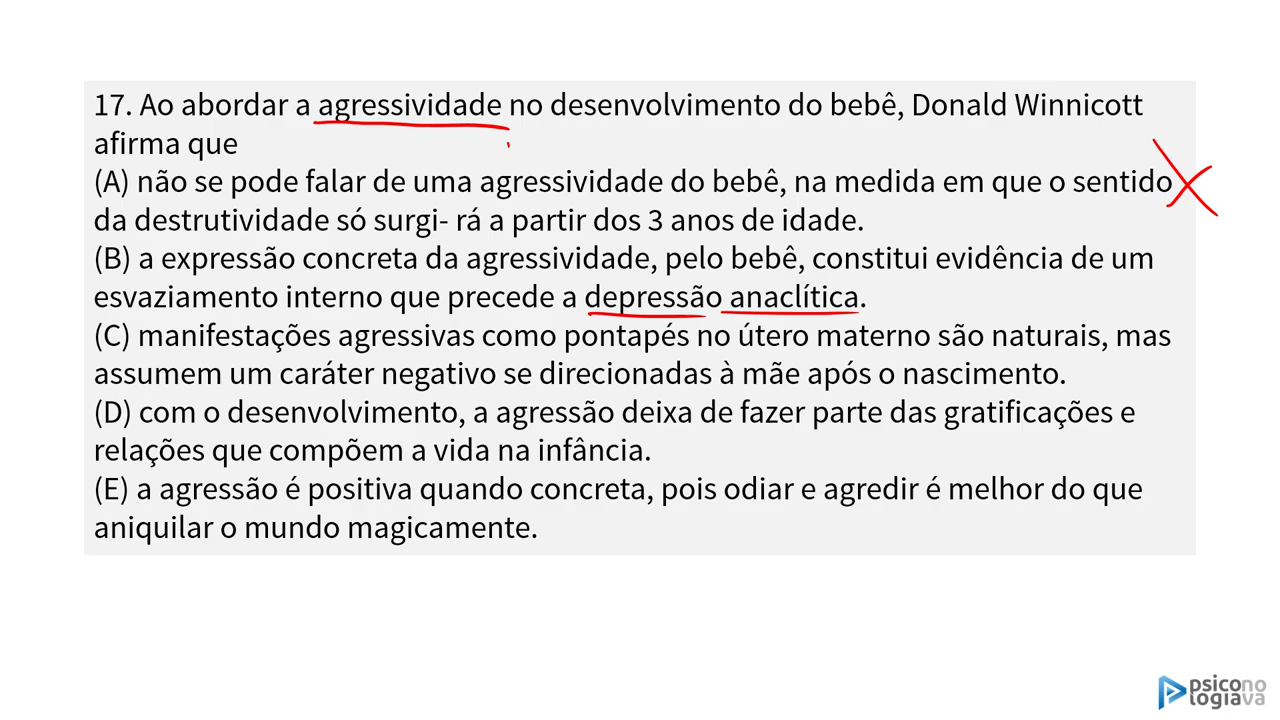 17. Ao abordar a agressividade no desenvolvimento do bebê, Donald Winnicott
afirma que
(A) não se pode falar de uma agressividade do bebê, na medida em que o sentido
da destrutividade só surgi- rá a partir dos 3 anos de idade.
(B) a expressão concreta da agressividade, pelo bebê, constitui evidência de um
esvaziamento interno que precede a depressão anaclítica.
(C) manifestações agressivas como pontapés no útero materno são naturais, mas
assumem um caráter negativo se direcionadas à mãe após o nascimento.
(D) com o desenvolvimento, a agressão deixa de fazer parte das gratificações e
relações que compõem a vida na infância.
(E) a agressão é positiva quando concreta, pois odiar e agredir é melhor do que
aniquilar o mundo magicamente.
psicono
logiava